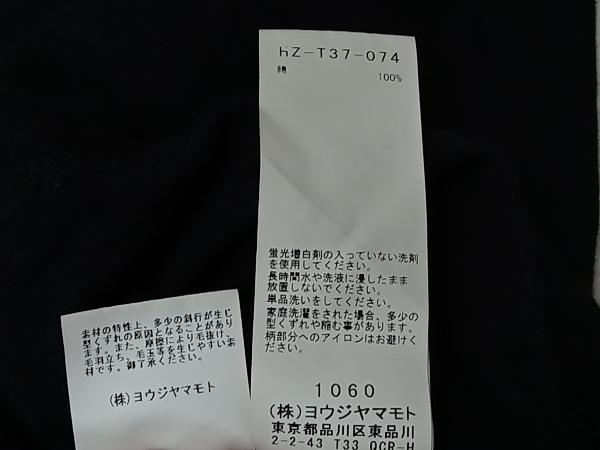 hZ-T37-074
綿 100%
蛍光増白剤の入っていない洗剤
を使用してください。
長時間水や洗液に浸したまま
放置しないでください。
単品洗いをしてください。
家庭洗濯をされた場合、多少の
型くずれや縮む事があります。
柄部分へのアイロンはお避けく
ださい。
1060
(株)ヨウジヤマモト
東京都品川区東品川
2-2-43 T33 QCR-H
素材の特性上、多少の斜行が生じ
型くずれの原因となることがあり
ます。また、摩擦により毛抜け、
毛羽立ち、毛玉等を生じやすい素
材です。御了承ください。
(株)ヨウジヤマモト